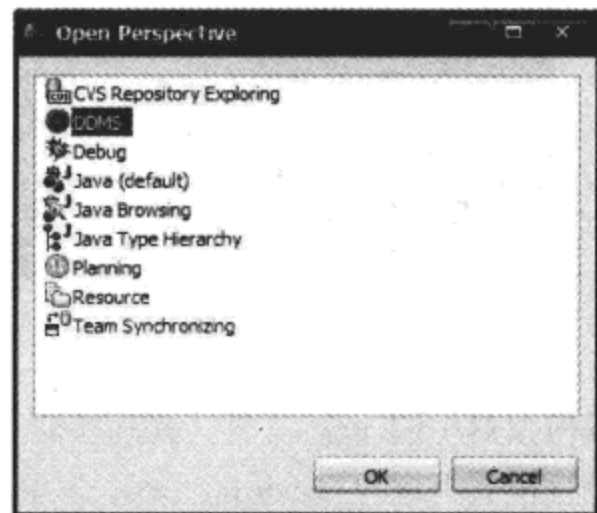 Open Perspective
CVS Repository Exploring
DDMS
Debug
Java (default)
Java Browsing
Java Type Hierarchy
Planning
Resource
Team Synchronizing
OK
Cancel